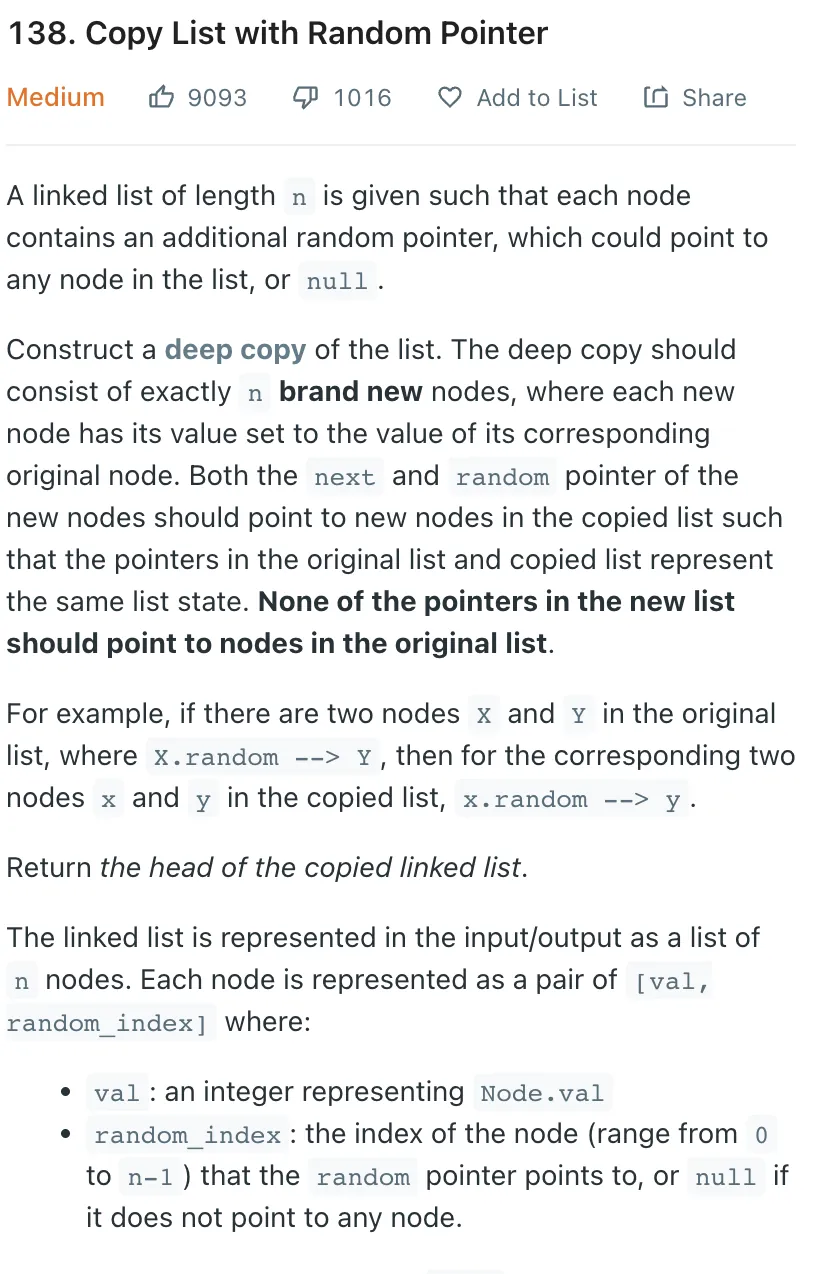 138. Copy List with Random Pointer
Medium 9093 1016 Add to List Share
A linked list of length n is given such that each node
contains an additional random pointer, which could point to
any node in the list, or null .
Construct a deep copy of the list. The deep copy should
consist of exactly n brand new nodes, where each new
node has its value set to the value of its corresponding
original node. Both the next and random pointer of the
new nodes should point to new nodes in the copied list such
that the pointers in the original list and copied list represent
the same list state. None of the pointers in the new list
should point to nodes in the original list.
For example, if there are two nodes X and Y in the original
list, where X.random --> Y , then for the corresponding two
nodes x and y in the copied list, x.random --> y .
Return the head of the copied linked list.
The linked list is represented in the input/output as a list of
n nodes. Each node is represented as a pair of [val,
random_index] where:
• val : an integer representing Node.val
• random_index : the index of the node (range from 0
to n-1 ) that the random pointer points to, or null if
it does not point to any node.